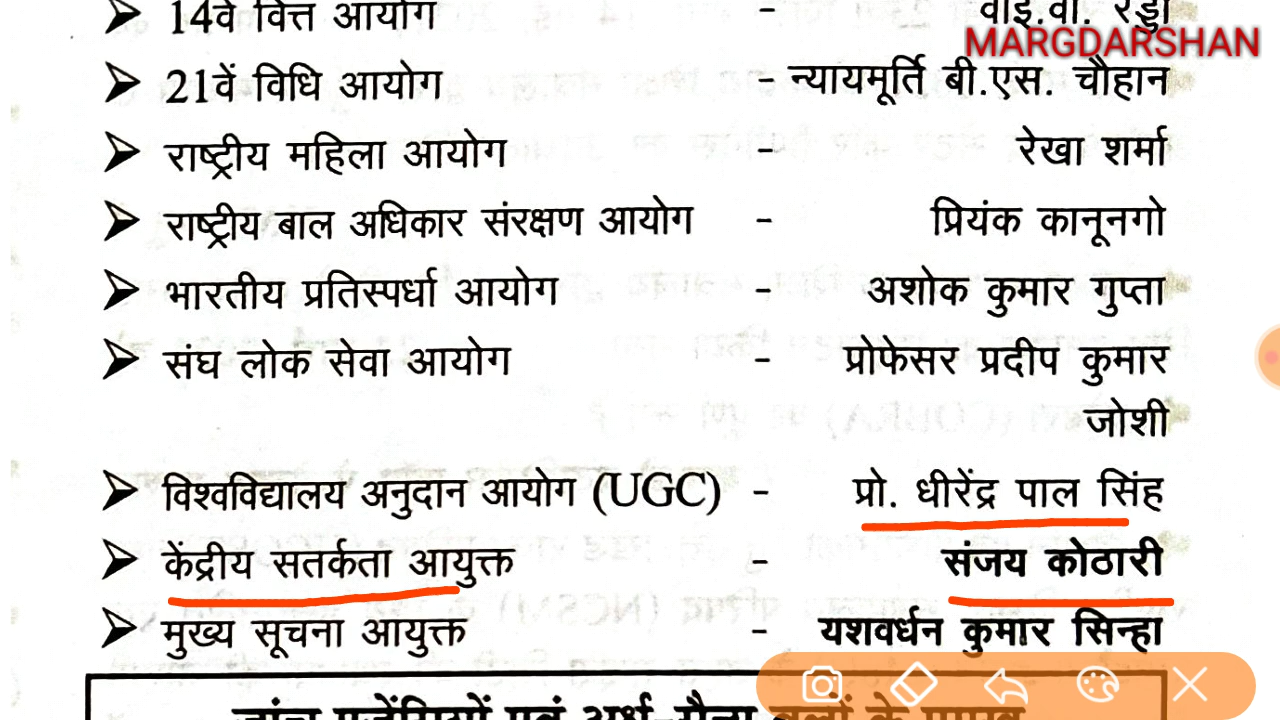 14वें वित्त आयोग - वाई.वी. रेड्डी
MARGDARSHAN
21वें विधि आयोग - न्यायमूर्ति बी.एस. चौहान
राष्ट्रीय महिला आयोग - रेखा शर्मा
राष्ट्रीय बाल अधिकार संरक्षण आयोग - प्रियंक कानूनगो
भारतीय प्रतिस्पर्धा आयोग - अशोक कुमार गुप्ता
संघ लोक सेवा आयोग - प्रोफेसर प्रदीप कुमार
जोशी
विश्वविद्यालय अनुदान आयोग (UGC) - प्रो. धीरेंद्र पाल सिंह
केंद्रीय सतर्कता आयुक्त - संजय कोठारी
मुख्य सूचना आयुक्त - यशवर्धन कुमार सिन्हा